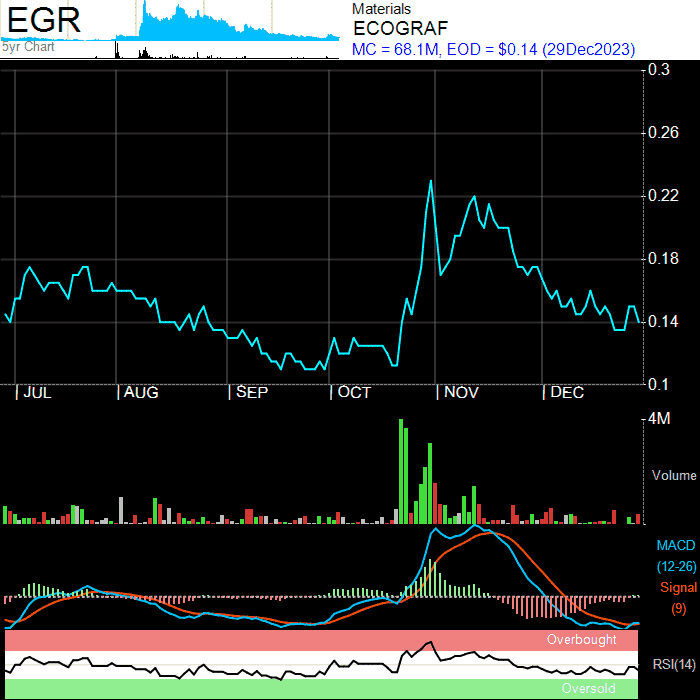 EGR
5yr Chart
Materials
ECOGRAF
MC = 68.1M, EOD = $0.14 (29Dec2023)
0.3
0.26
0.22
0.18
0.14
0.1
JUL AUG SEP OCT NOV DEC
4M
Volume
MACD
(12-26)
Signal
(9)
Overbought
RSI(14)
Oversold